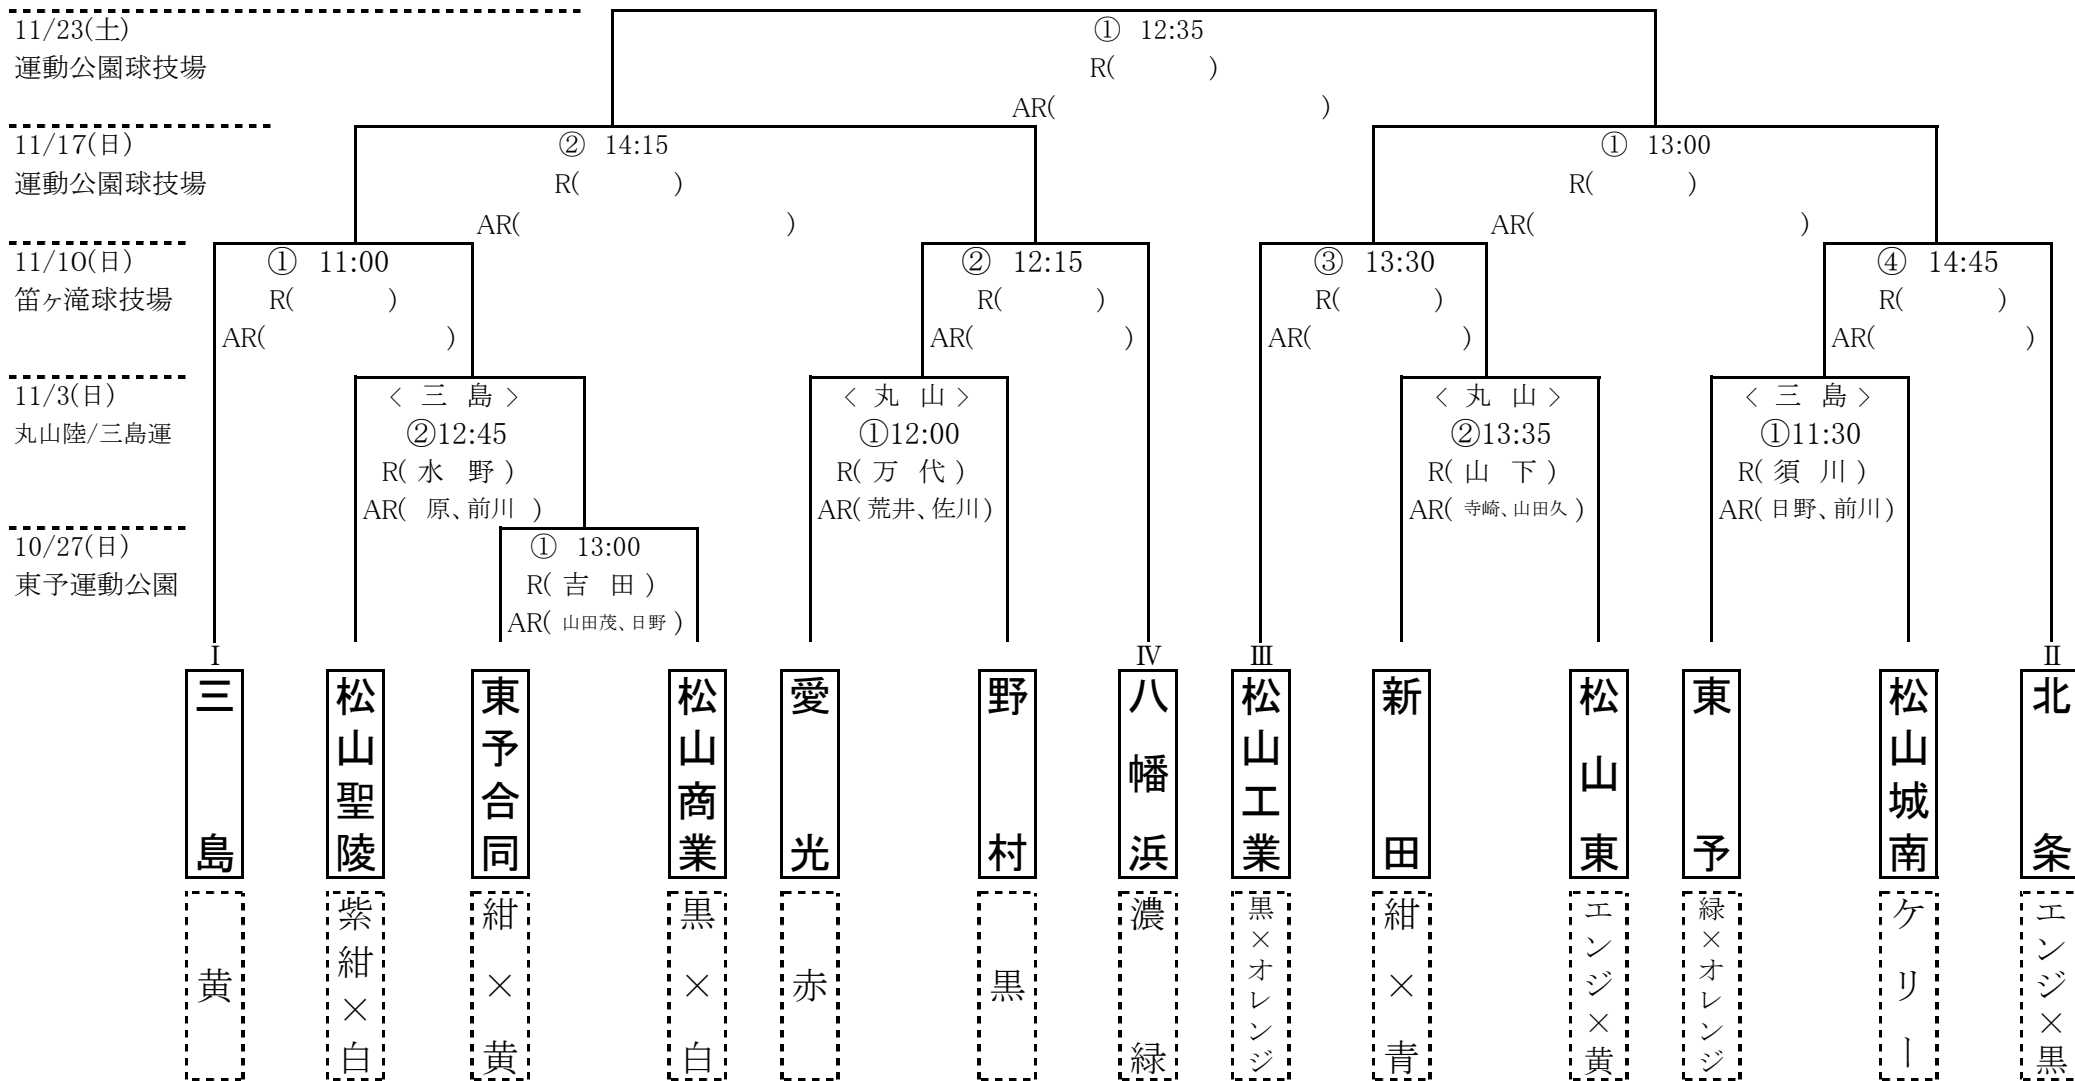 11/23(土)
運動公園球技場
① 12:35
R( )
AR( )
11/17(日)
運動公園球技場
② 14:15
R( )
AR( )
① 13:00
R( )
AR( )
11/10(日)
笛ヶ滝球技場
① 11:00
R( )
AR( )
② 12:15
R( )
AR( )
③ 13:30
R( )
AR( )
④ 14:45
R( )
AR( )
11/3(日)
丸山陸/三島運
＜ 三 島 ＞
②12:45
R( 水 野 )
AR( 原、前川 )
＜ 丸 山 ＞
①12:00
R( 万 代 )
AR( 荒井、佐川 )
＜ 丸 山 ＞
②13:35
R( 山 下 )
AR( 寺崎、山田久 )
＜ 三 島 ＞
①11:30
R( 須 川 )
AR( 日野、前川 )
10/27(日)
東予運動公園
① 13:00
R( 吉 田 )
AR( 山田茂、日野 )
Ⅰ
Ⅳ
Ⅲ
Ⅱ
三島
松山聖陵
東予合同
松山商業
愛光
野村
八幡浜
松山工業
新田
松山東
東予
松山城南
北条
黄
紫紺×白
紺×黄
黒×白
赤
黒
濃緑
黒×オレンジ
紺×青
エンジ×黄
緑×オレンジ
ケリー
エンジ×黒